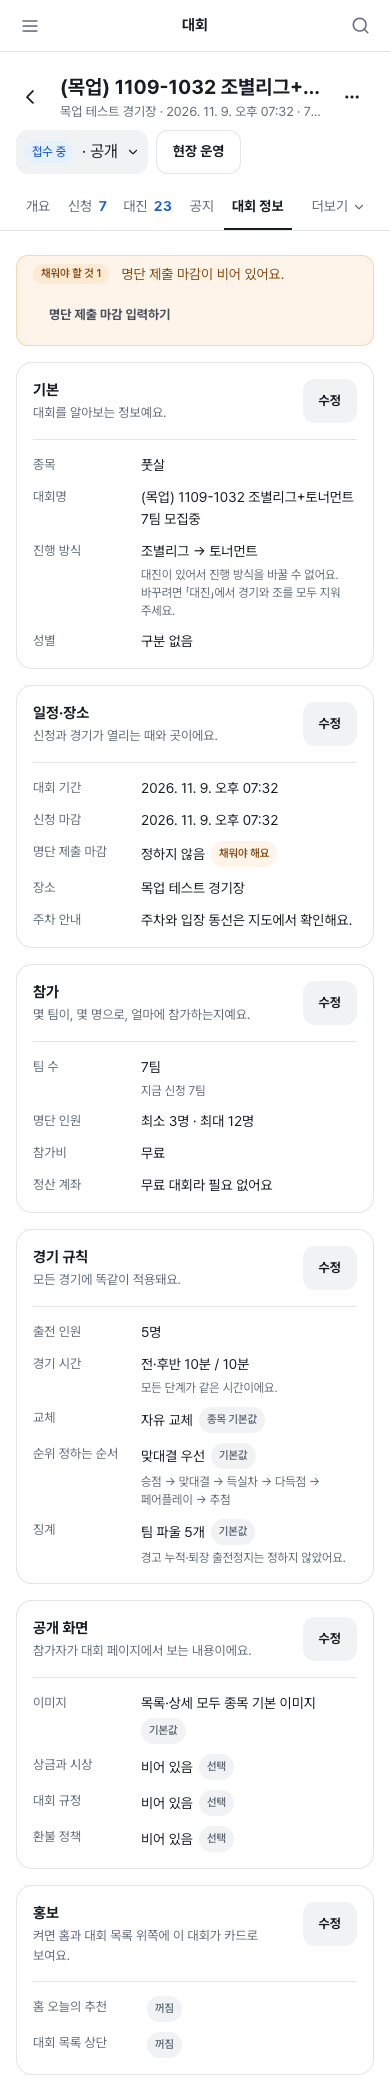 대회
(목업) 1109-1032 조별리그+...
목업 테스트 경기장 · 2026. 11. 9. 오후 07:32 · 7...
접수 중 · 공개
현장 운영
개요 신청 7 대진 23 공지 대회 정보 더보기
채워야 할 것 1 명단 제출 마감이 비어 있어요.
명단 제출 마감 입력하기
기본
대회를 알아보는 정보예요.
수정
종목 풋살
대회명 (목업) 1109-1032 조별리그+토너먼트
7팀 모집중
진행 방식 조별리그 → 토너먼트
대진이 있어서 진행 방식을 바꿀 수 없어요.
바꾸려면 「대진」에서 경기와 조를 모두 지워
주세요.
성별 구분 없음
일정·장소
신청과 경기가 열리는 때와 곳이에요.
수정
대회 기간 2026. 11. 9. 오후 07:32
신청 마감 2026. 11. 9. 오후 07:32
명단 제출 마감 정하지 않음 채워야 해요
장소 목업 테스트 경기장
주차 안내 주차와 입장 동선은 지도에서 확인해요.
참가
몇 팀이, 몇 명으로, 얼마에 참가하는지예요.
수정
팀 수 7팀
지금 신청 7팀
명단 인원 최소 3명 · 최대 12명
참가비 무료
정산 계좌 무료 대회라 필요 없어요
경기 규칙
모든 경기에 똑같이 적용돼요.
수정
출전 인원 5명
경기 시간 전·후반 10분 / 10분
모든 단계가 같은 시간이에요.
교체 자유 교체 종목 기본값
순위 정하는 순서 맞대결 우선 기본값
승점 → 맞대결 → 득실차 → 다득점 →
페어플레이 → 추첨
징계 팀 파울 5개 기본값
경고 누적·퇴장 출전정지는 정하지 않았어요.
공개 화면
참가자가 대회 페이지에서 보는 내용이에요.
수정
이미지 목록·상세 모두 종목 기본 이미지
기본값
상금과 시상 비어 있음 선택
대회 규정 비어 있음 선택
환불 정책 비어 있음 선택
홍보
켜면 홈과 대회 목록 위쪽에 이 대회가 카드로
보여요.
수정
홈 오늘의 추천 꺼짐
대회 목록 상단 꺼짐